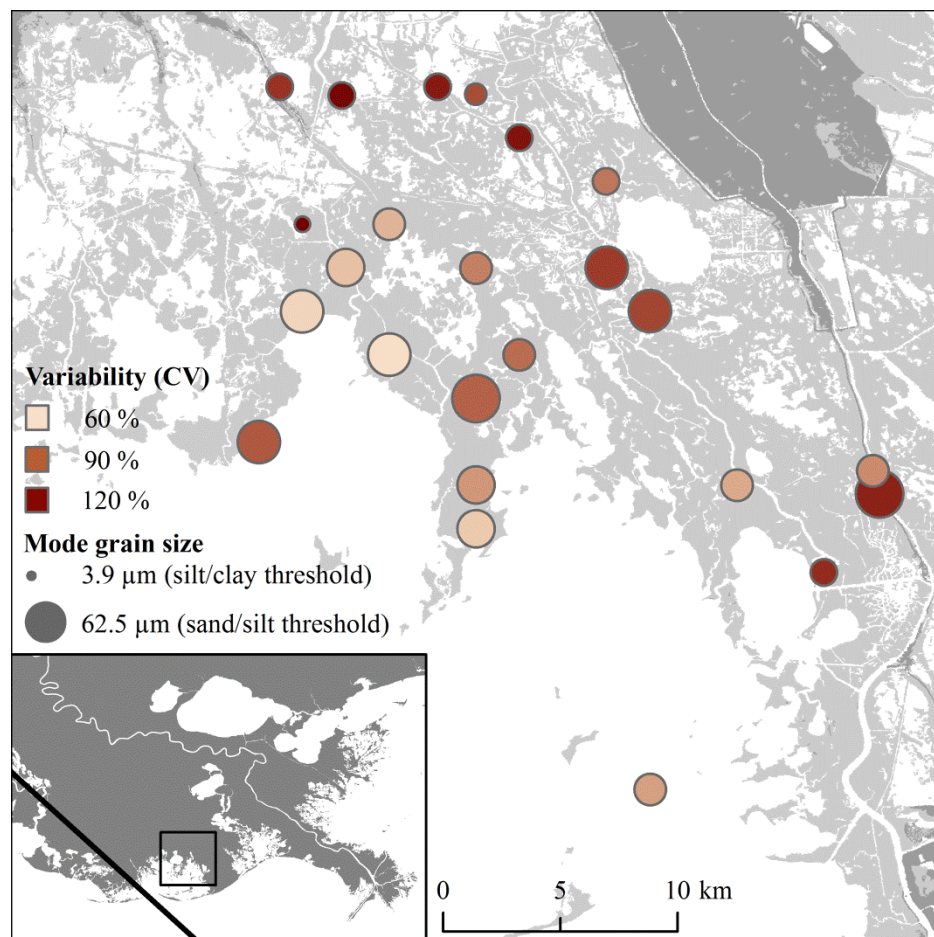 Variability (CV)
60 %
90 %
120 %
Mode grain size
3.9 µm (silt/clay threshold)
62.5 µm (sand/silt threshold)
0 5 10 km